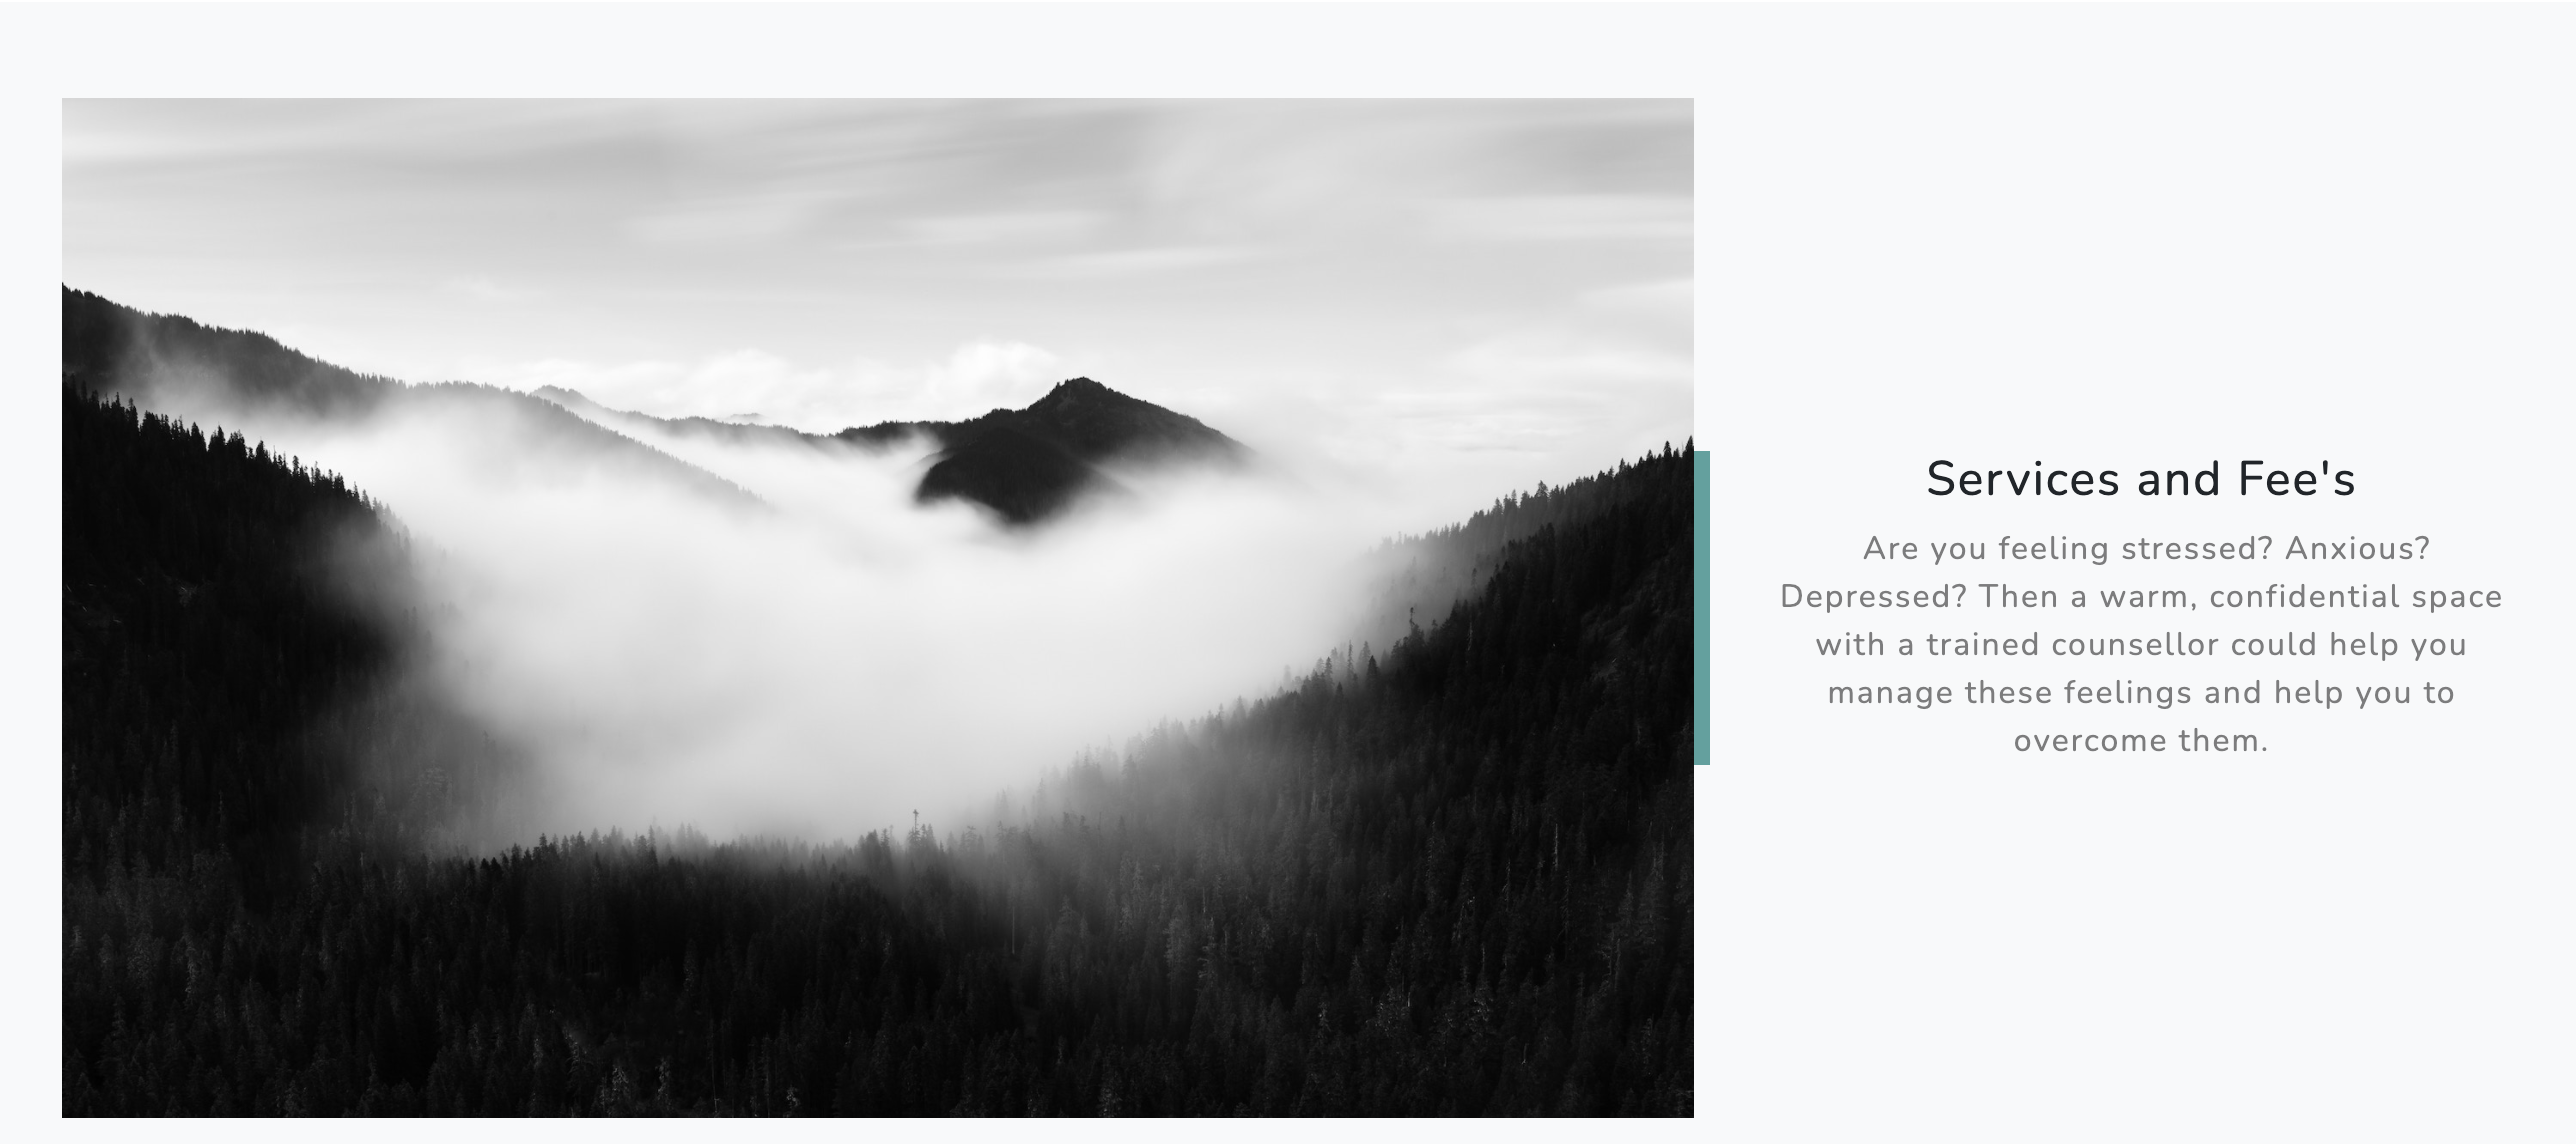 Services and Fee's
Are you feeling stressed? Anxious?
Depressed? Then a warm, confidential space
with a trained counsellor could help you
manage these feelings and help you to
overcome them.